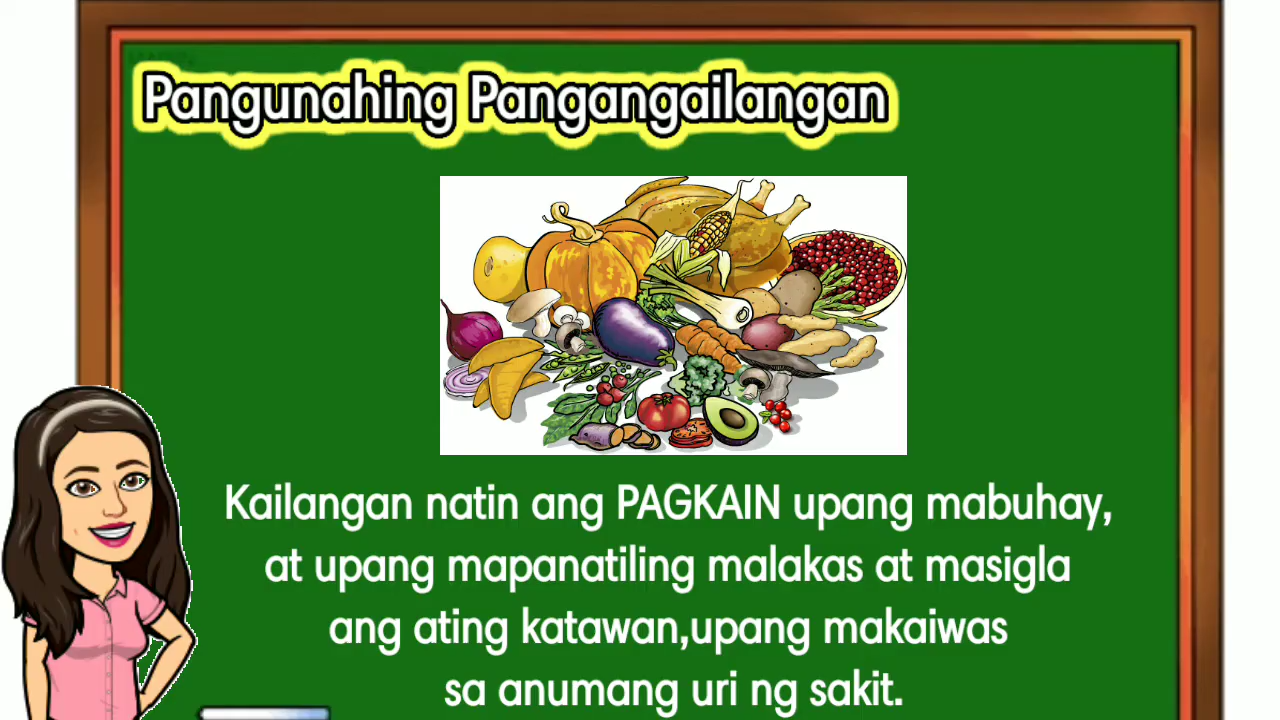 Pangunahing Pangangailangan
Kailangan natin ang PAGKAIN upang mabuhay,
at upang mapanatiling malakas at masigla
ang ating katawan,upang makaiwas
sa anumang uri ng sakit.